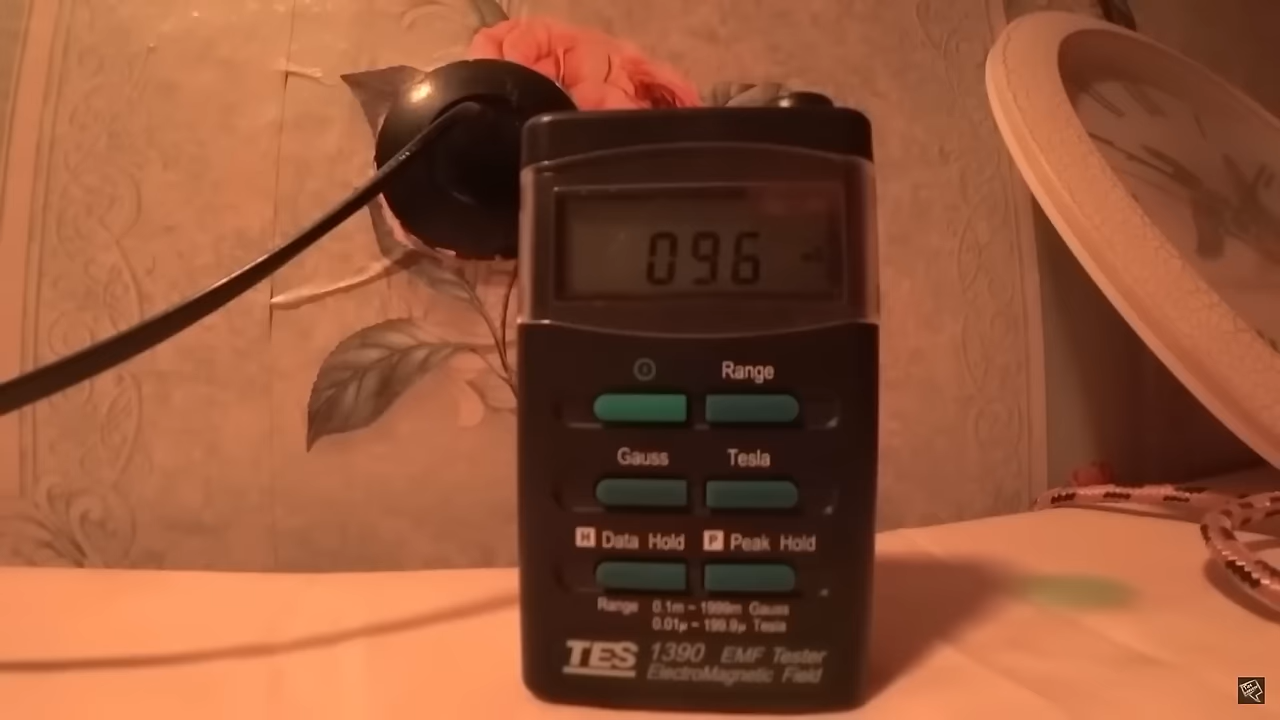 096
Range
Gauss Tesla
H Data Hold P Peak Hold
Range 0.1m - 1999m Gauss
0.01µ - 199.9µ Tesla
TES 1390 EMF Tester
ElectroMagnetic Field